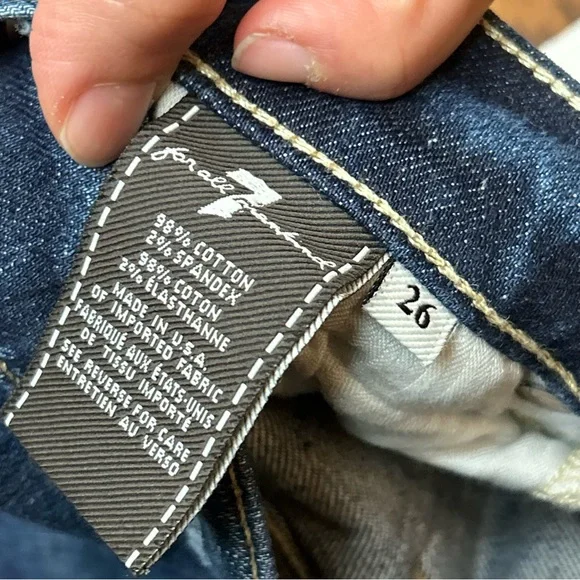 7
for all mankind
98% COTTON
2% SPANDEX
98% COTON
2% ÉLASTHANNE
MADE IN U.S.A
OF IMPORTED FABRIC
FABRIQUÉ AUX ÉTATS-UNIS
DE TISSU IMPORTÉ
SEE REVERSE FOR CARE
ENTRETIEN AU VERSO
26